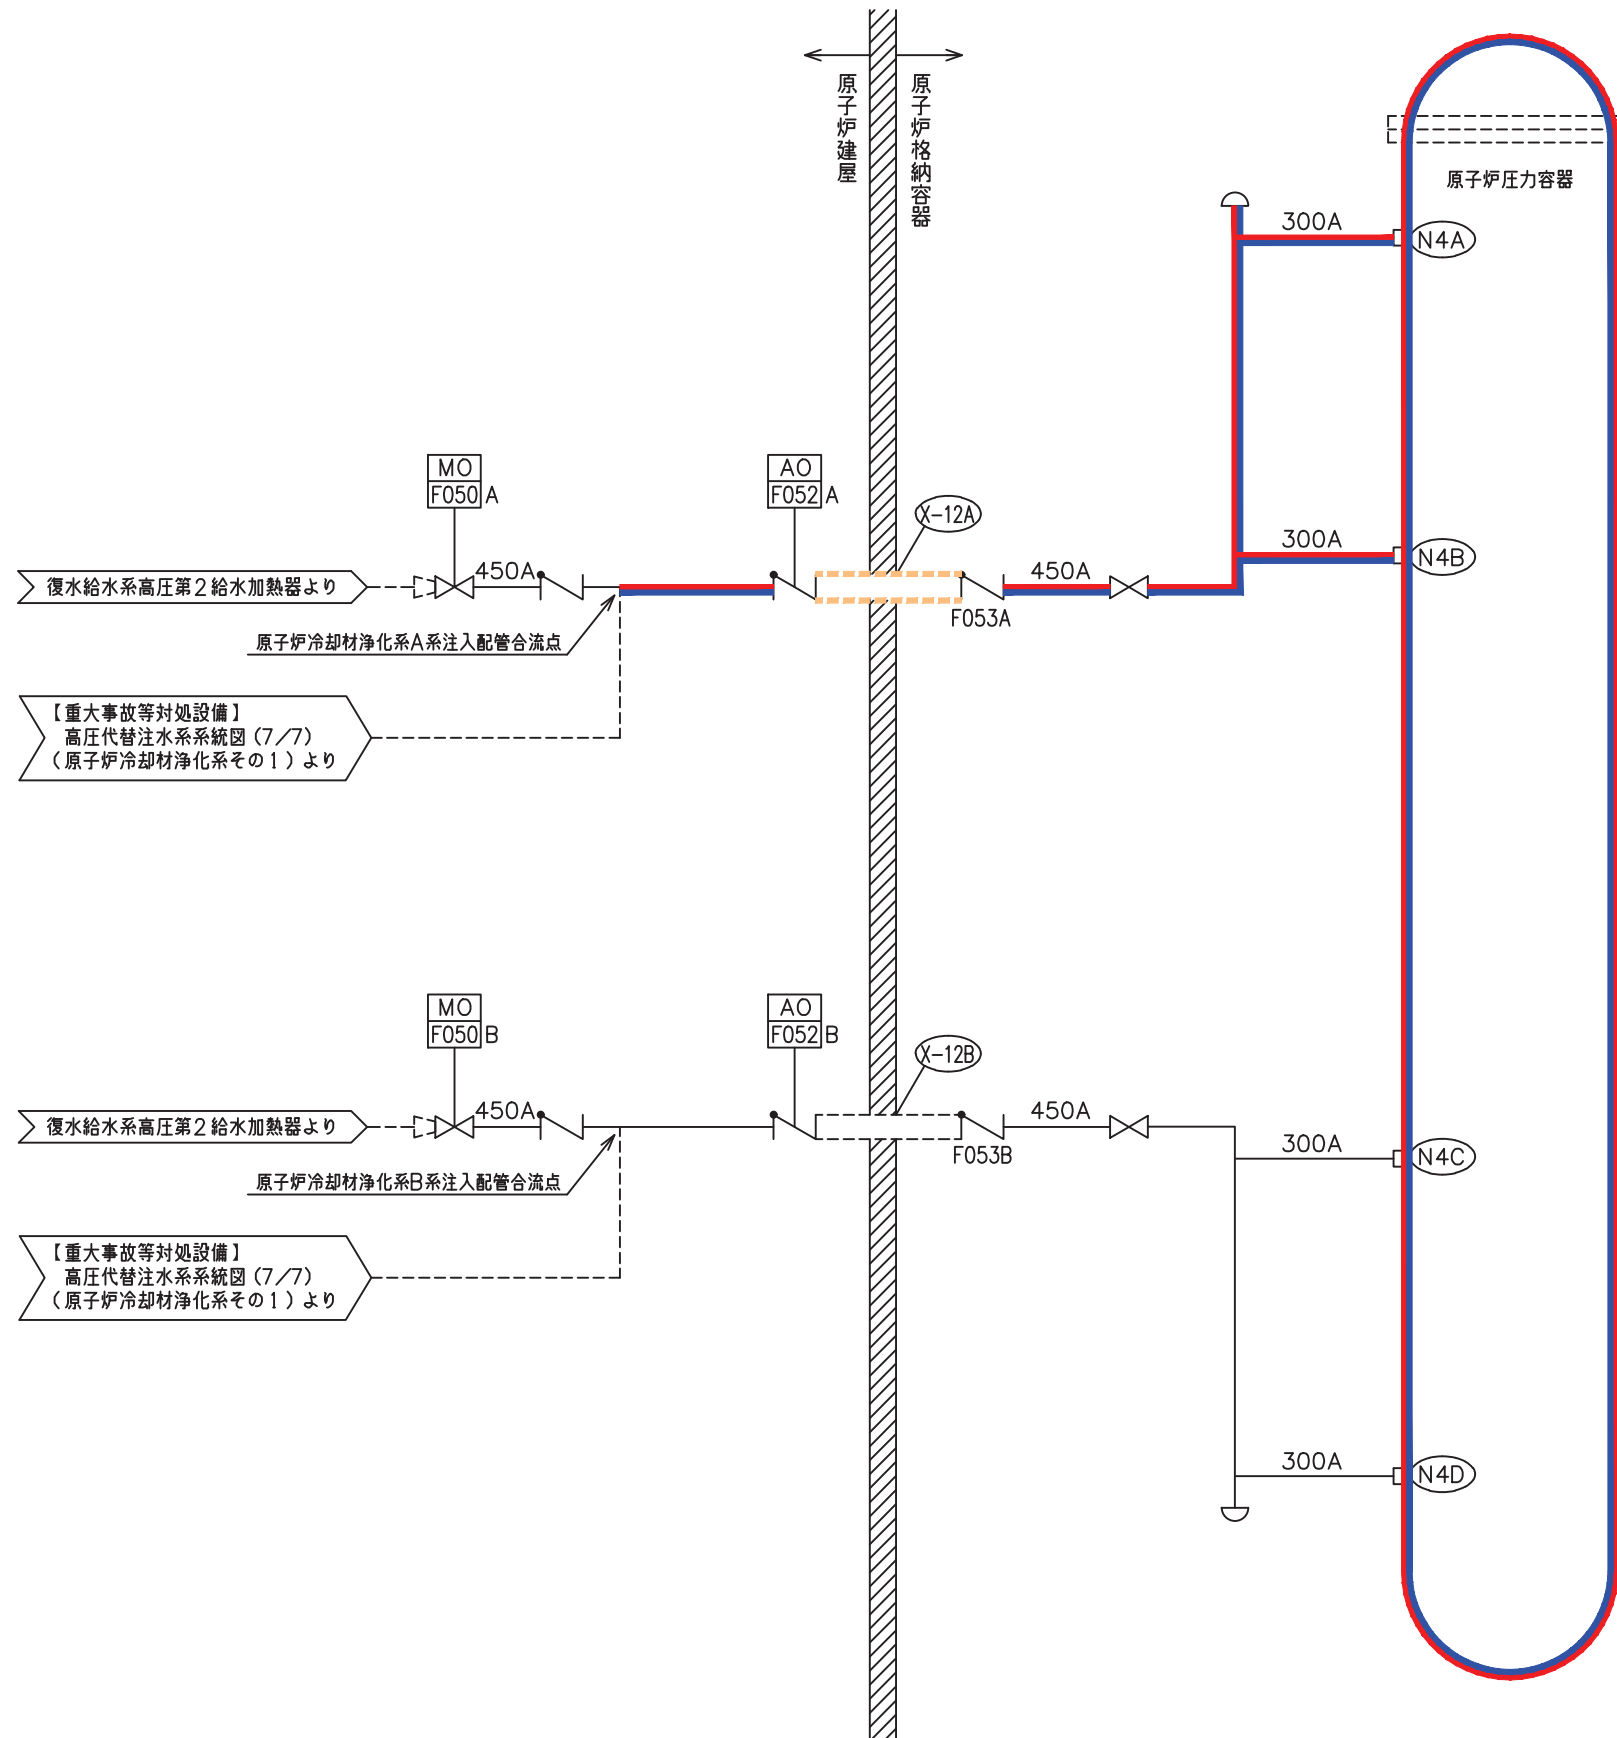 原子炉建屋
原子炉格納容器
原子炉圧力容器
300A
N4A
MO
F050A
AO
F052A
X-12A
300A
N4B
復水給水系高圧第2給水加熱器より
450A
450A
F053A
原子炉冷却材浄化系A系注入配管合流点
【重大事故等対処設備】
高圧代替注水系系統図(7/7)
(原子炉冷却材浄化系その1)より
MO
F050B
AO
F052B
X-12B
復水給水系高圧第2給水加熱器より
450A
450A
F053B
300A
N4C
原子炉冷却材浄化系B系注入配管合流点
【重大事故等対処設備】
高圧代替注水系系統図(7/7)
(原子炉冷却材浄化系その1)より
300A
N4D